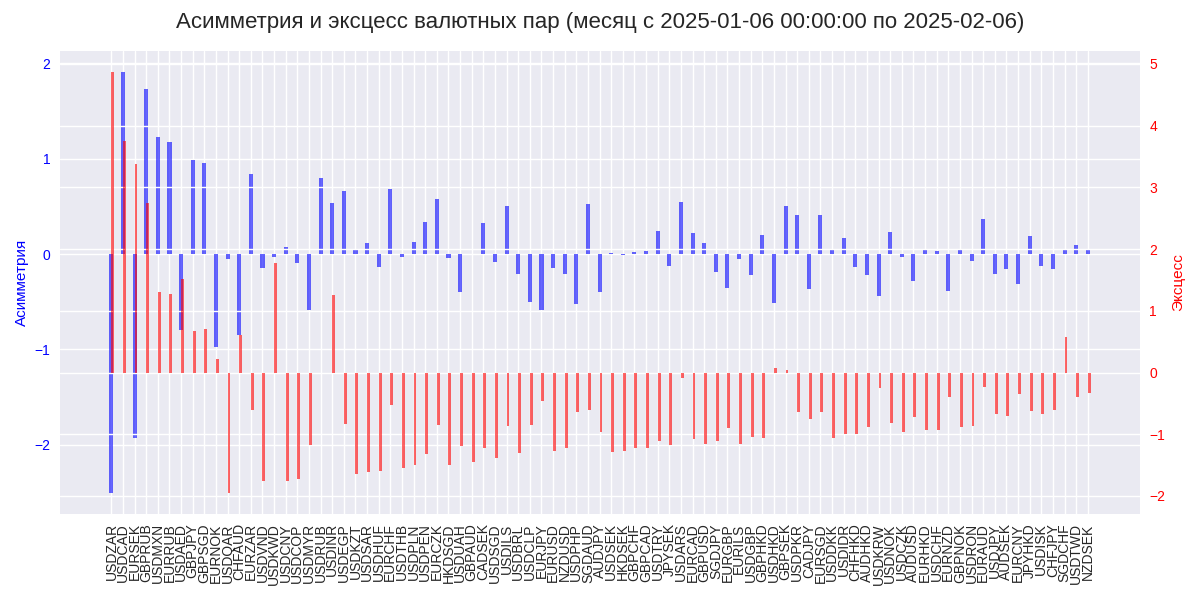 Асимметрия и эксцесс валютных пар (месяц с 2025-01-06 00:00:00 по 2025-02-06)
2
1
0
−1
−2
Асимметрия
5
4
3
2
1
0
−1
−2
Эксцесс
USDZAR
USDCAD
EURSEK
GBPRUB
USDMXN
EURRUB
USDAED
GBPJPY
GBPSGD
EURNOK
USDQAR
CHFAUD
EURZAR
USDVND
USDKWD
USDCNY
USDCOP
USDMYR
USDRUB
USDINR
USDEGP
USDKZT
USDSAR
USDHUF
EURCHF
USDTHB
USDPLN
USDPEN
EURCZK
HKDSGD
USDUAH
GBPAUD
CADSEK
USDSGD
USDILS
USDBRL
USDCLP
EURJPY
EURUSD
NZDUSD
USDPHP
SGDAUD
AUDJPY
USDSEK
HKDSEK
GBPCHF
GBPCAD
USDTRY
JPYSEK
USDARS
EURCAD
GBPUSD
SGDJPY
EURGBP
EURILS
USDGBP
GBPHKD
USDHKD
GBPSEK
USDPKR
CADJPY
EURSGD
USDDKK
USDIDR
CHFHKD
AUDHKD
USDKRW
USDNOK
USDCZK
AUDUSD
EURHKD
USDCHF
EURNZD
GBPNOK
USDRON
EURAUD
USDJPY
AUDSEK
EURCNY
JPYHKD
USDISK
CHFJPY
SGDCHF
USDTWD
NZDSEK